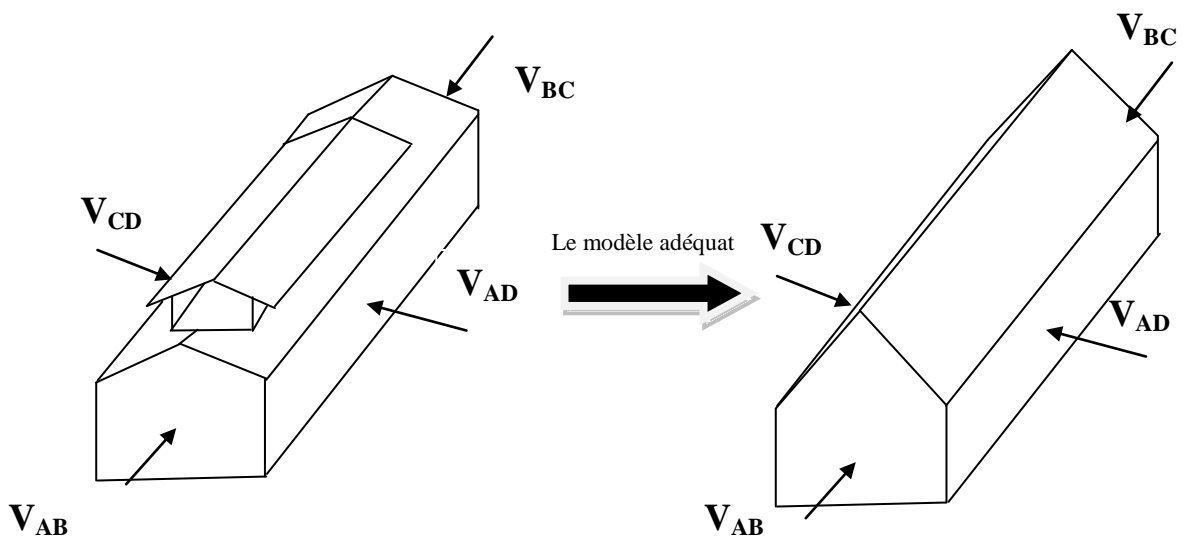 V_BC
V_CD
V_AD
V_AB
Le modèle adéquat
V_BC
V_CD
V_AD
V_AB